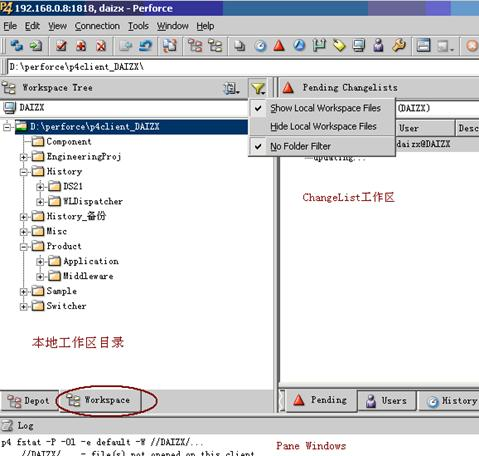 P4 192.168.0.8:1818, daizx - Perforce
File Edit View Connection Tools Window Help
D:\perforce\p4client_DAIZX\
Workspace Tree
Pending Changelists
DAIZX
Show Local Workspace Files
(DAIZX)
Hide Local Workspace Files
User
No Folder Filter
daizx@DAIZX
updating...
D:\perforce\p4client_DAIZX
Component
EngineeringProj
History
DS21
WLDispatcher
History_备份
Misc
Product
Application
Middleware
Sample
Switcher
ChangeList工作区
本地工作区目录
Depot
Workspace
Pending
Users
History
Log
p4 fstat -P -Ol -e default -W //DAIZX/...
//DAIZX/... - file(s) not opened on this client
Pane Windows